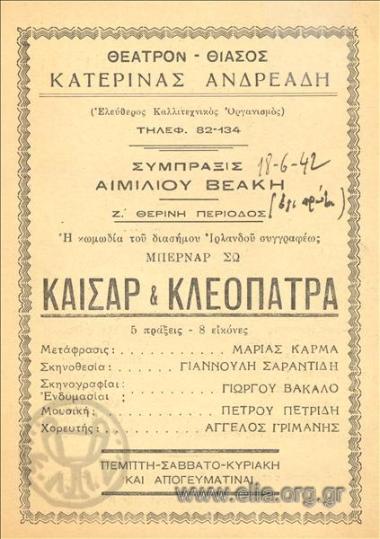 ΘΕΑΤΡΟΝ - ΘΙΑΣΟΣ
ΚΑΤΕΡΙΝΑΣ ΑΝΔΡΕΑΔΗ
(Ἐλεύθερος Καλλιτεχνικὸς Ὀργανισμὸς)
ΤΗΛΕΦ. 82-134
ΣΥΜΠΡΑΞΙΣ 18-6-42
ΑΙΜΙΛΙΟΥ ΒΕΑΚΗ
Ζ΄. ΘΕΡΙΝΗ ΠΕΡΙΟΔΟΣ
Ἡ κωμωδία τοῦ διασήμου Ἰρλανδοῦ συγγραφέως
ΜΠΕΡΝΑΡ ΣΩ
ΚΑΙΣΑΡ & ΚΛΕΟΠΑΤΡΑ
5 πράξεις - 8 εἰκόνες
Μετάφρασις: . . . . . . . . . ΜΑΡΙΑΣ ΚΑΡΜΑ
Σκηνοθεσία: . . . . . ΓΙΑΝΝΟΥΛΗ ΣΑΡΑΝΤΙΔΗ
Σκηνογραφίαι:
Ἐνδυμασίαι : . . . . . . ΓΙΩΡΓΟΥ ΒΑΚΑΛΟ
Μουσική: . . . . . . . . ΠΕΤΡΟΥ ΠΕΤΡΙΔΗ
Χορευτής: . . . . . . . ΑΓΓΕΛΟΣ ΓΡΙΜΑΝΗΣ
ΠΕΜΠΤΗ-ΣΑΒΒΑΤΟ-ΚΥΡΙΑΚΗ
ΚΑΙ ΑΠΟΓΕΥΜΑΤΙΝΑΙ
www.elia.org.gr